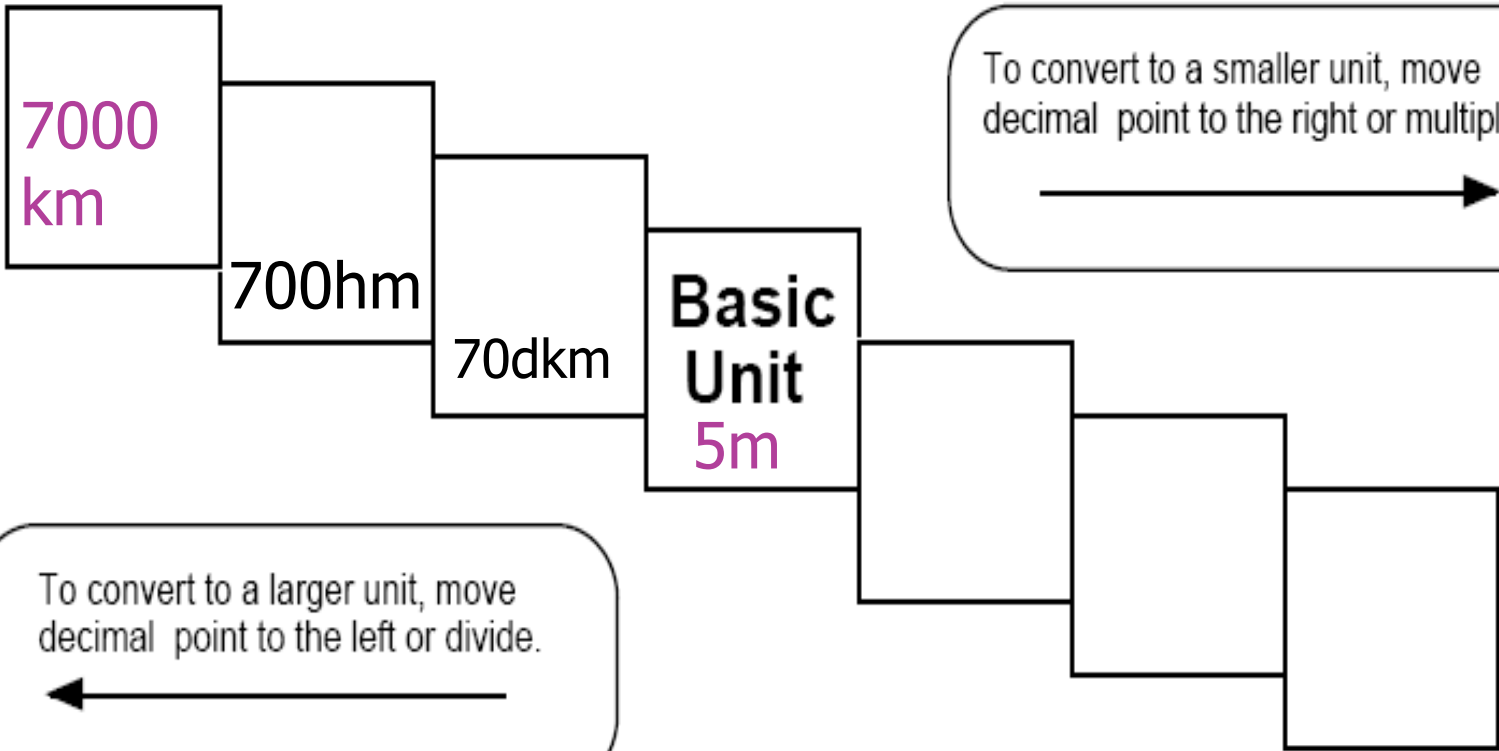 7000
km
700hm
70dkm
Basic
Unit
5m
To convert to a smaller unit, move
decimal point to the right or multipl
To convert to a larger unit, move
decimal point to the left or divide.